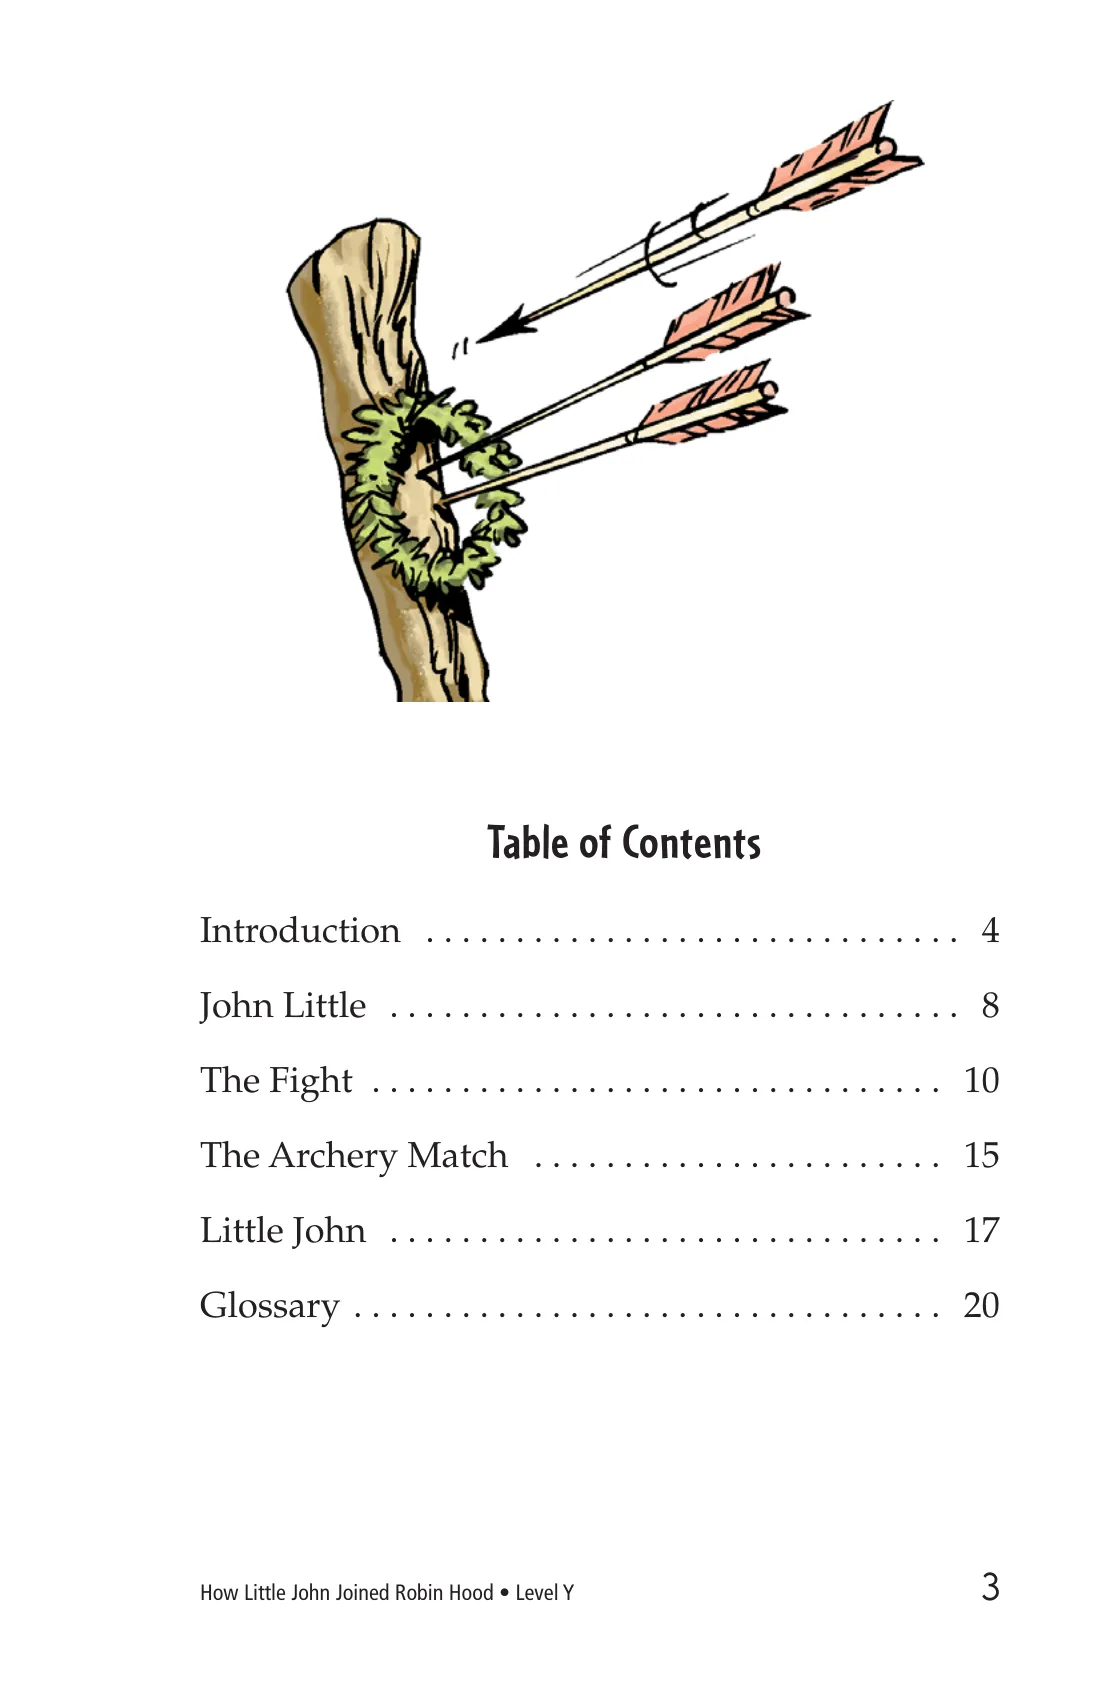 Table of Contents
Introduction . . . . . . . . . . . . . . . . . . . . . . . . . . . . . . 4
John Little . . . . . . . . . . . . . . . . . . . . . . . . . . . . . . . . 8
The Fight . . . . . . . . . . . . . . . . . . . . . . . . . . . . . . . . 10
The Archery Match . . . . . . . . . . . . . . . . . . . . . . . 15
Little John . . . . . . . . . . . . . . . . . . . . . . . . . . . . . . . 17
Glossary . . . . . . . . . . . . . . . . . . . . . . . . . . . . . . . . . 20
How Little John Joined Robin Hood • Level Y 3